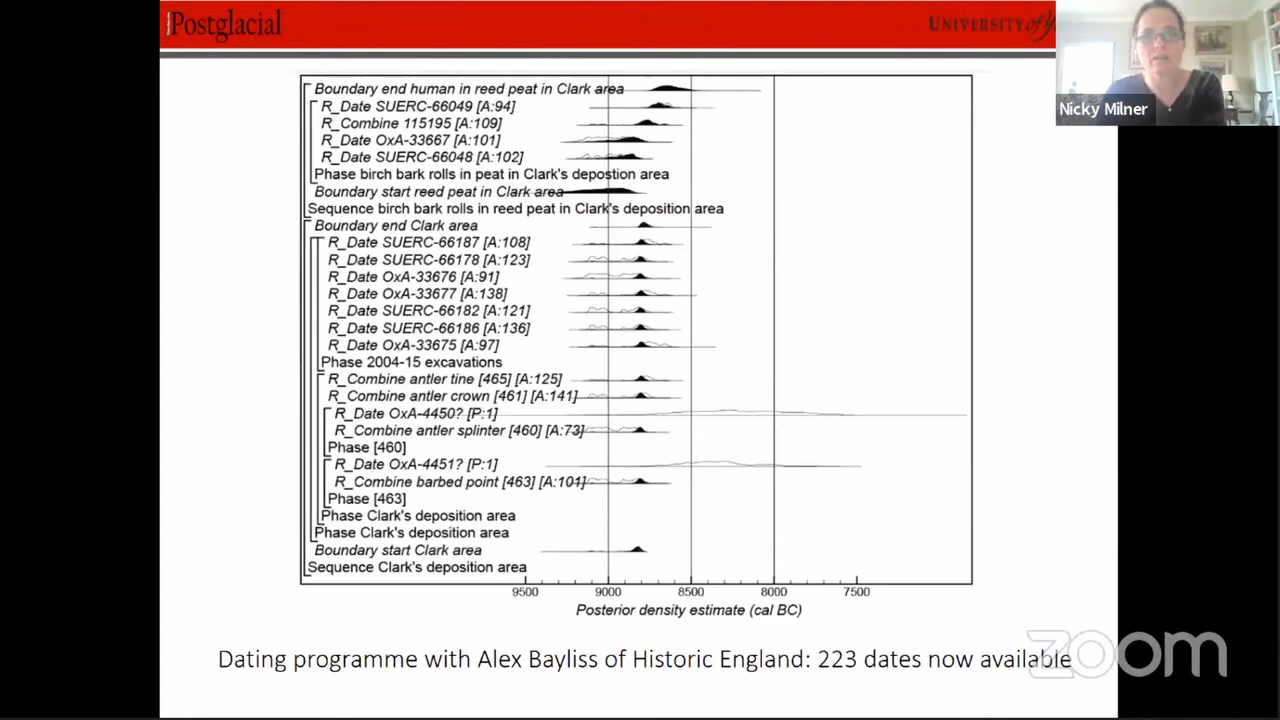 Postglacial
UNIVERSITY of
Nicky Milner
Boundary end human in reed peat in Clark area
R_Date SUERC-66049 [A:94]
R_Combine 115195 [A:109]
R_Date OxA-33667 [A:101]
R_Date SUERC-66048 [A:102]
Phase birch bark rolls in peat in Clark's depostion area
Boundary start reed peat in Clark area
Sequence birch bark rolls in reed peat in Clark's deposition area
Boundary end Clark area
R_Date SUERC-66187 [A:108]
R_Date SUERC-66178 [A:123]
R_Date OxA-33676 [A:91]
R_Date OxA-33677 [A:138]
R_Date SUERC-66182 [A:121]
R_Date SUERC-66186 [A:136]
R_Date OxA-33675 [A:97]
Phase 2004-15 excavations
R_Combine antler tine [465] [A:125]
R_Combine antler crown [461] [A:141]
R_Date OxA-4450? [P:1]
R_Combine antler splinter [460] [A:73]
Phase [460]
R_Date OxA-4451? [P:1]
R_Combine barbed point [463] [A:101]
Phase [463]
Phase Clark's deposition area
Phase Clark's deposition area
Boundary start Clark area
Sequence Clark's deposition area
9500 9000 8500 8000 7500
Posterior density estimate (cal BC)
Dating programme with Alex Bayliss of Historic England: 223 dates now available
zoom